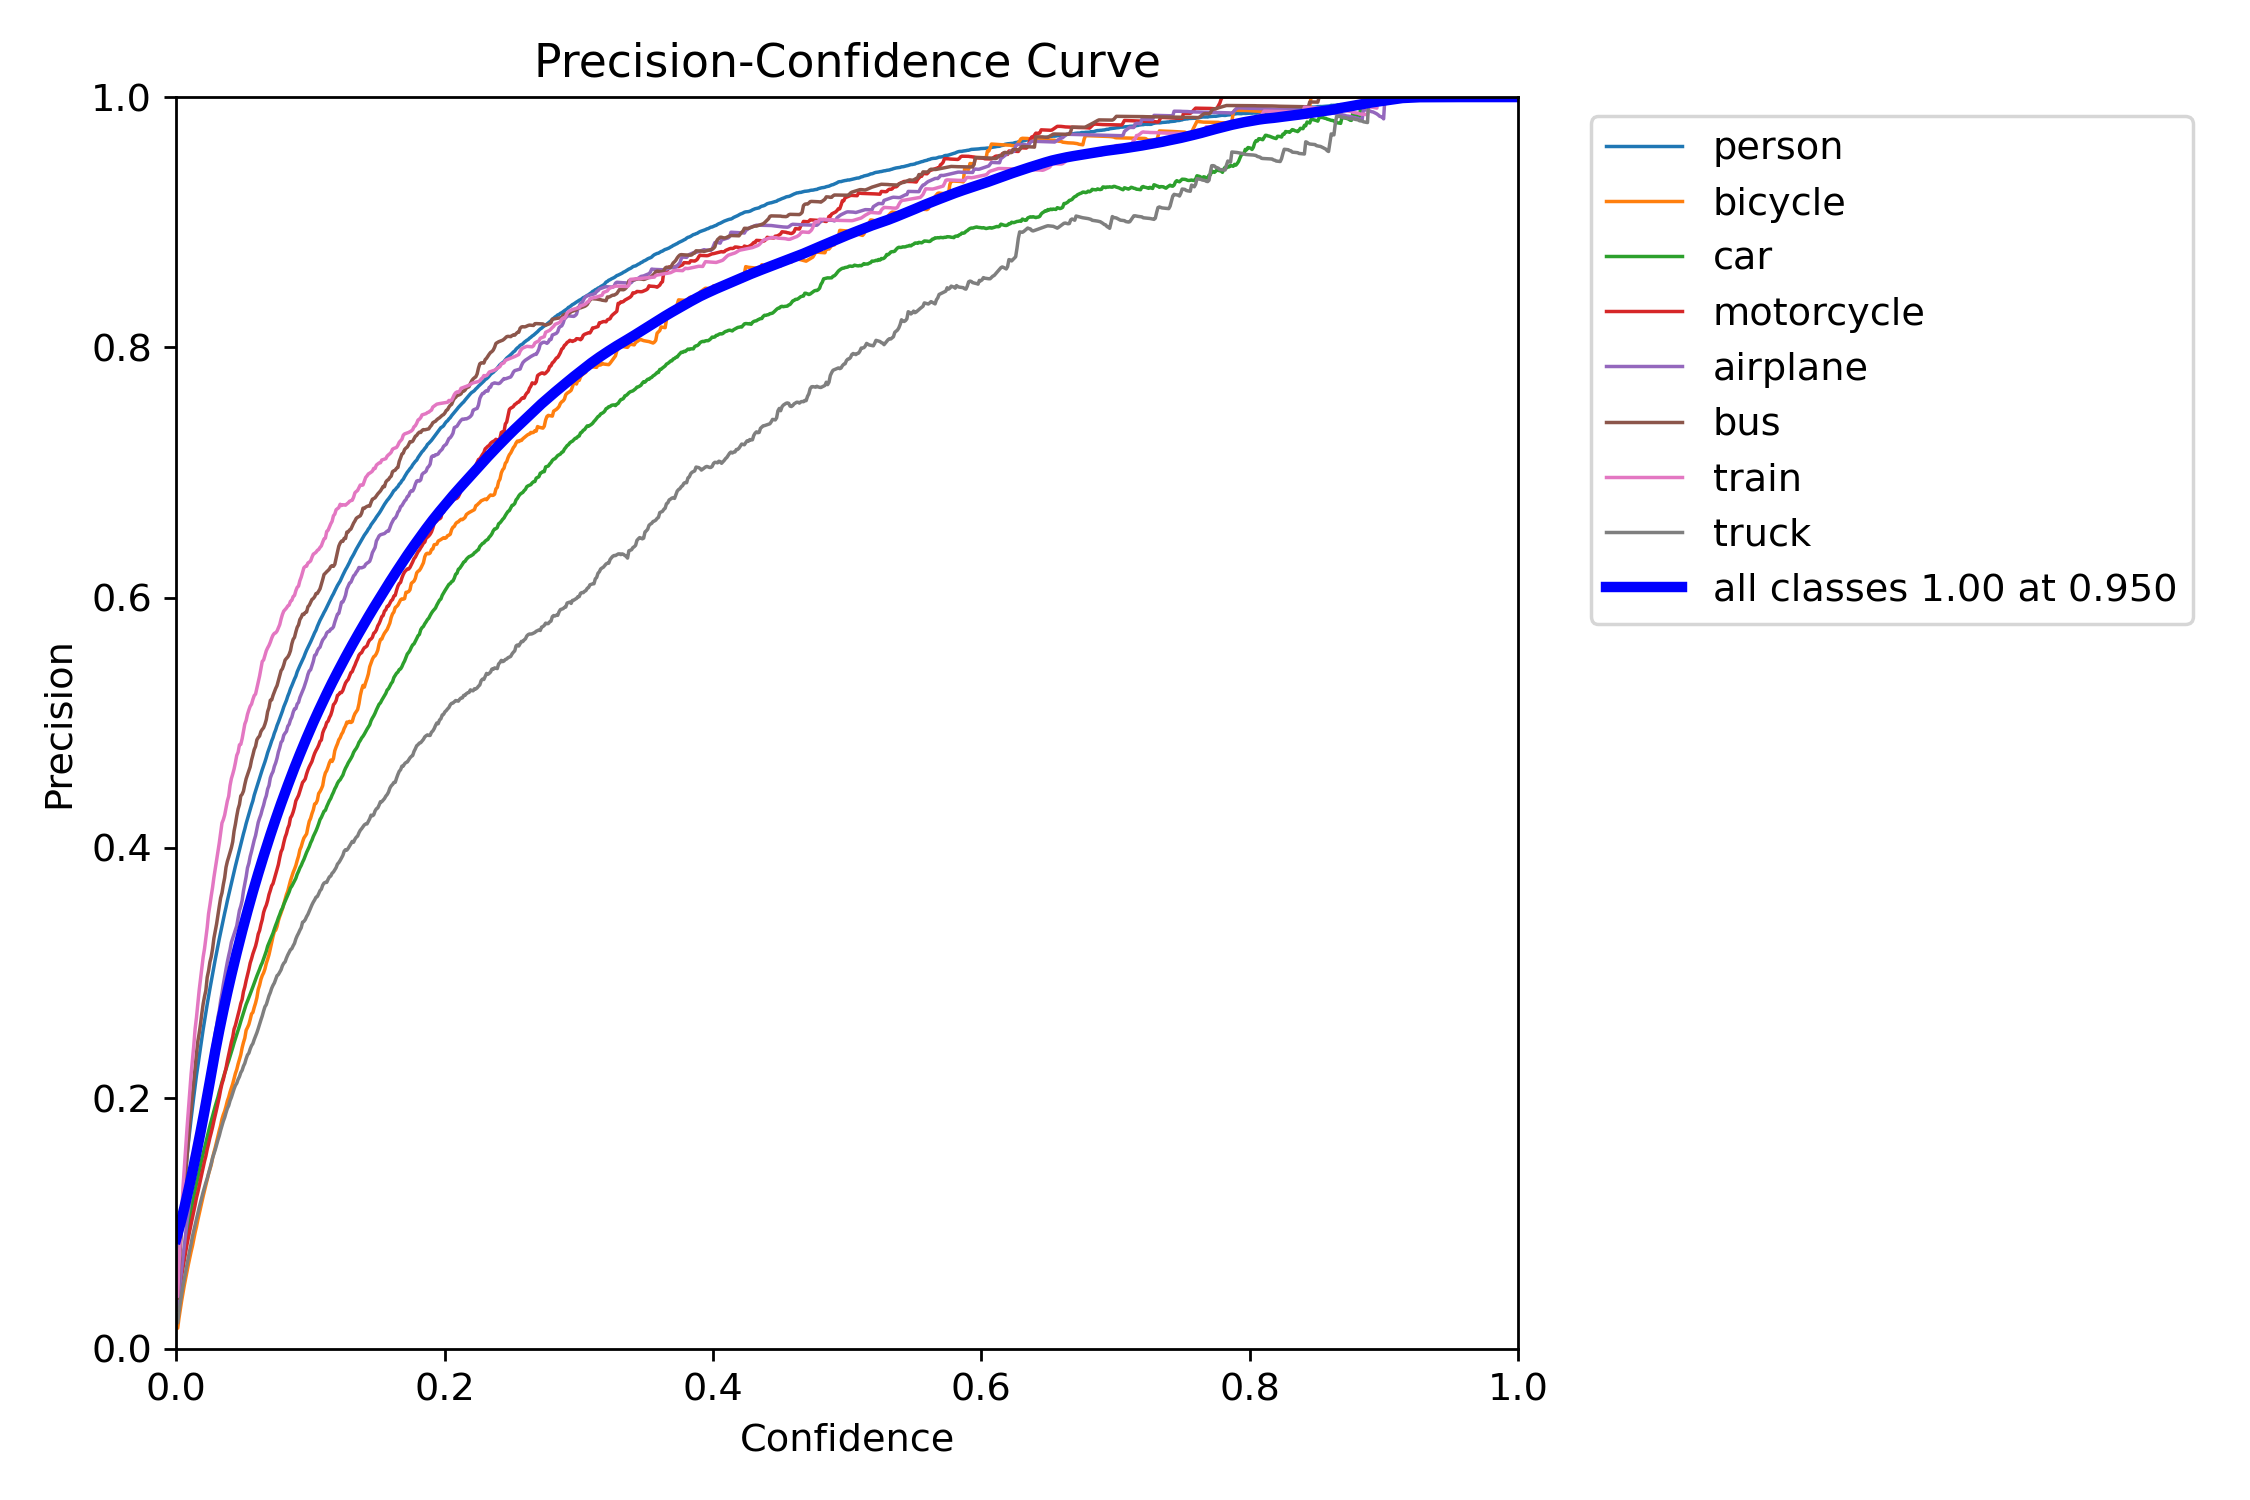 Precision-Confidence Curve
1.0
0.8
0.6
0.4
0.2
0.0
Precision
0.0 0.2 0.4 0.6 0.8 1.0
Confidence
person
bicycle
car
motorcycle
airplane
bus
train
truck
all classes 1.00 at 0.950